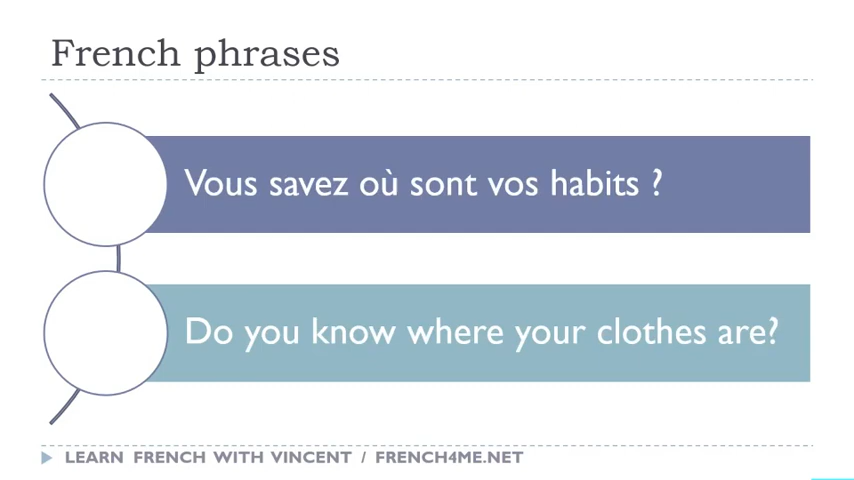 French phrases
Vous savez où sont vos habits ?
Do you know where your clothes are?
LEARN FRENCH WITH VINCENT / FRENCH4ME.NET